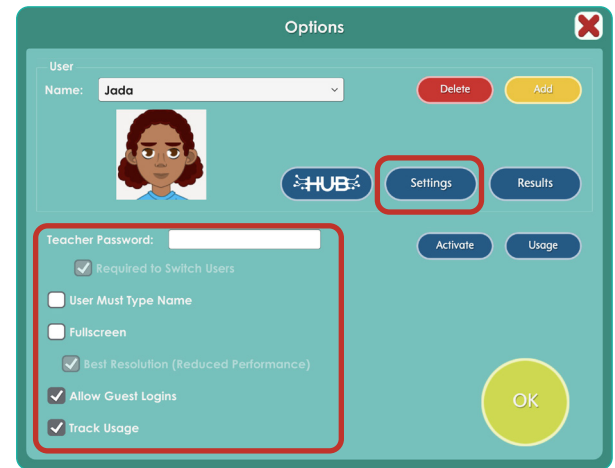 Options
User
Name: Jada Delete Add
HUB Settings Results
Teacher Password: Activate Usage
Required to Switch Users
User Must Type Name
Fullscreen
Best Resolution (Reduced Performance)
Allow Guest Logins
OK
Track Usage